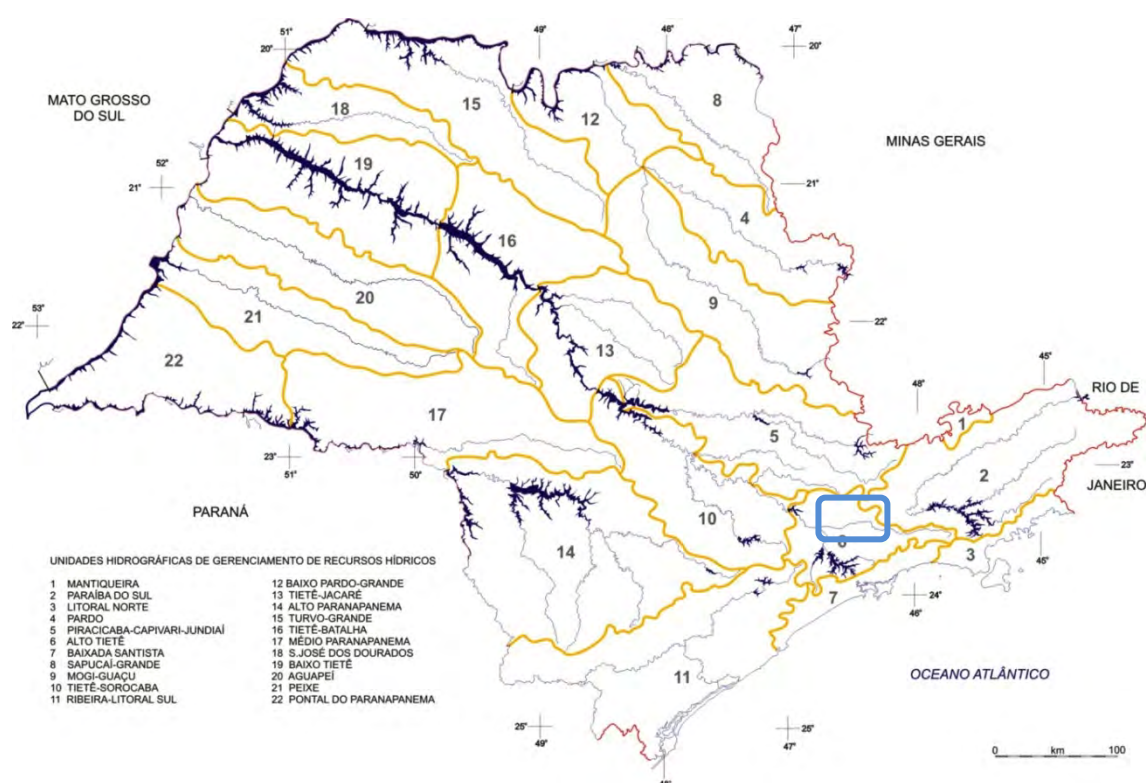 51°
20°
49°
48°
47°
20°
MATO GROSSO
DO SUL
15
8
18
12
MINAS GERAIS
19
52°
21°
21°
4
16
20
9
53°
22°
21
22°
13
45°
22
48°
RIO DE
17
1
5
23°
51°
50°
2
23°
JANEIRO
PARANÁ
10
6
3
45°
14
7
24°
46°
UNIDADES HIDROGRÁFICAS DE GERENCIAMENTO DE RECURSOS HÍDRICOS
1 MANTIQUEIRA
2 PARAÍBA DO SUL
3 LITORAL NORTE
4 PARDO
5 PIRACICABA-CAPIVARI-JUNDIAÍ
6 ALTO TIETÊ
7 BAIXADA SANTISTA
8 SAPUCAÍ-GRANDE
9 MOGI-GUAÇU
10 TIETÊ-SOROCABA
11 RIBEIRA-LITORAL SUL
12 BAIXO PARDO-GRANDE
13 TIETÊ-JACARÉ
14 ALTO PARANAPANEMA
15 TURVO-GRANDE
16 TIETÊ-BATALHA
17 MÉDIO PARANAPANEMA
18 S.JOSÉ DOS DOURADOS
19 BAIXO TIETÊ
20 AGUAPEÍ
21 PEIXE
22 PONTAL DO PARANAPANEMA
11
OCEANO ATLÂNTICO
25°
49°
25°
47°
0 km 100